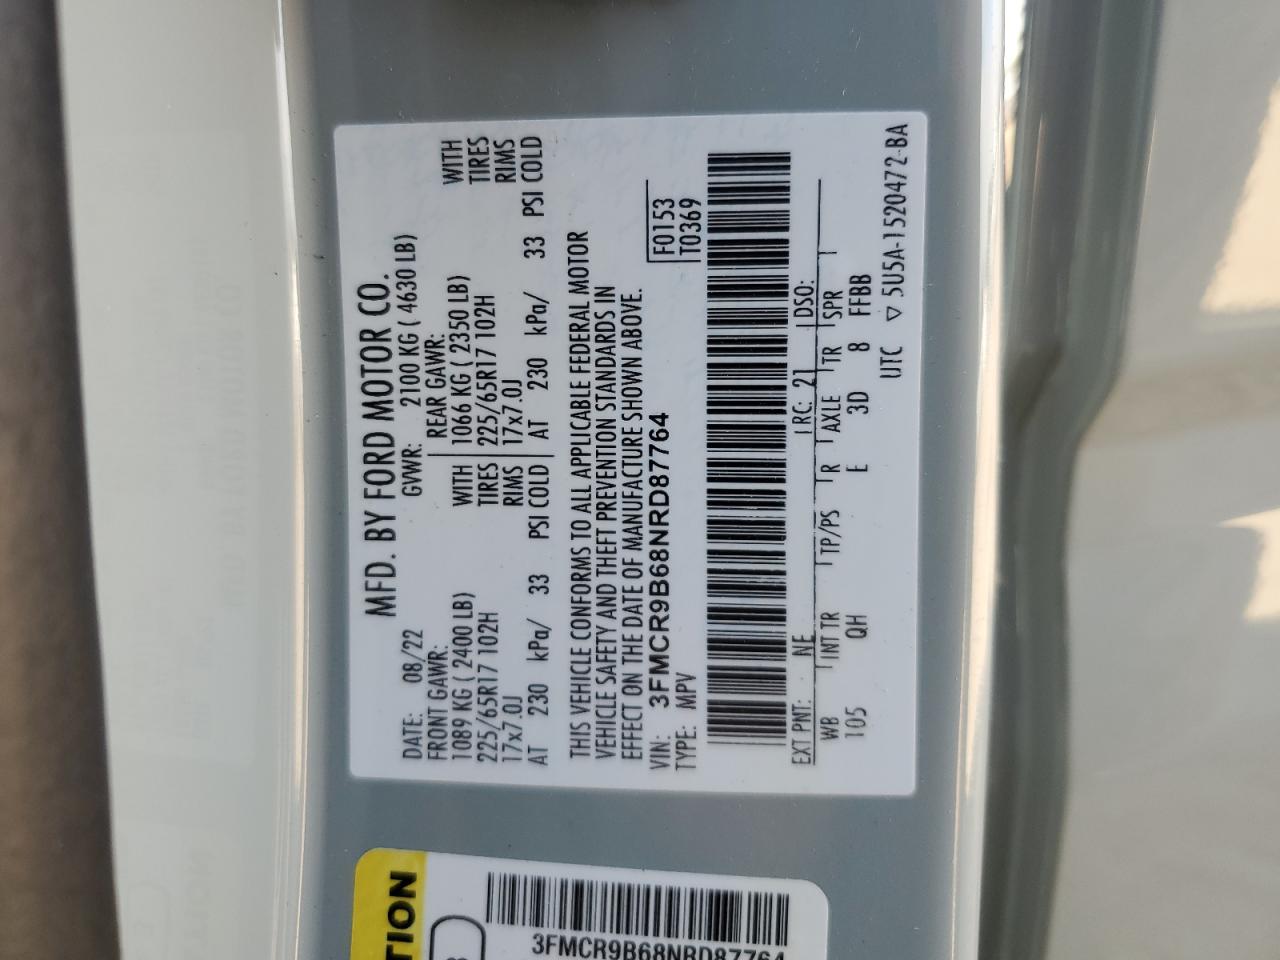 MFD. BY FORD MOTOR CO.
DATE: 08/22 GVWR: 2100 KG ( 4630 LB)
FRONT GAWR: REAR GAWR:
1089 KG ( 2400 LB) WITH 1066 KG ( 2350 LB) WITH
225/65R17 102H TIRES 225/65R17 102H TIRES
17x7.0J RIMS 17x7.0J RIMS
AT 230 kPa/ 33 PSI COLD AT 230 kPa/ 33 PSI COLD
THIS VEHICLE CONFORMS TO ALL APPLICABLE FEDERAL MOTOR
VEHICLE SAFETY AND THEFT PREVENTION STANDARDS IN
EFFECT ON THE DATE OF MANUFACTURE SHOWN ABOVE.
VIN: 3FMCR9B68NRD87764 F0153
TYPE: MPV T0369
EXT PNT: NE RC: 21 DSO:
WB INT TR TP/PS R AXLE TR SPR
105 QH E 3D 8 FFBB
UTC ▽ 5U5A-1520472-BA
TION
3FMCR9B68NRD87764